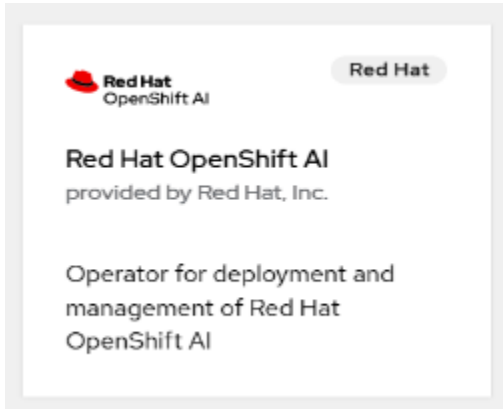 Red Hat
OpenShift AI
Red Hat
Red Hat OpenShift AI
provided by Red Hat, Inc.
Operator for deployment and
management of Red Hat
OpenShift AI